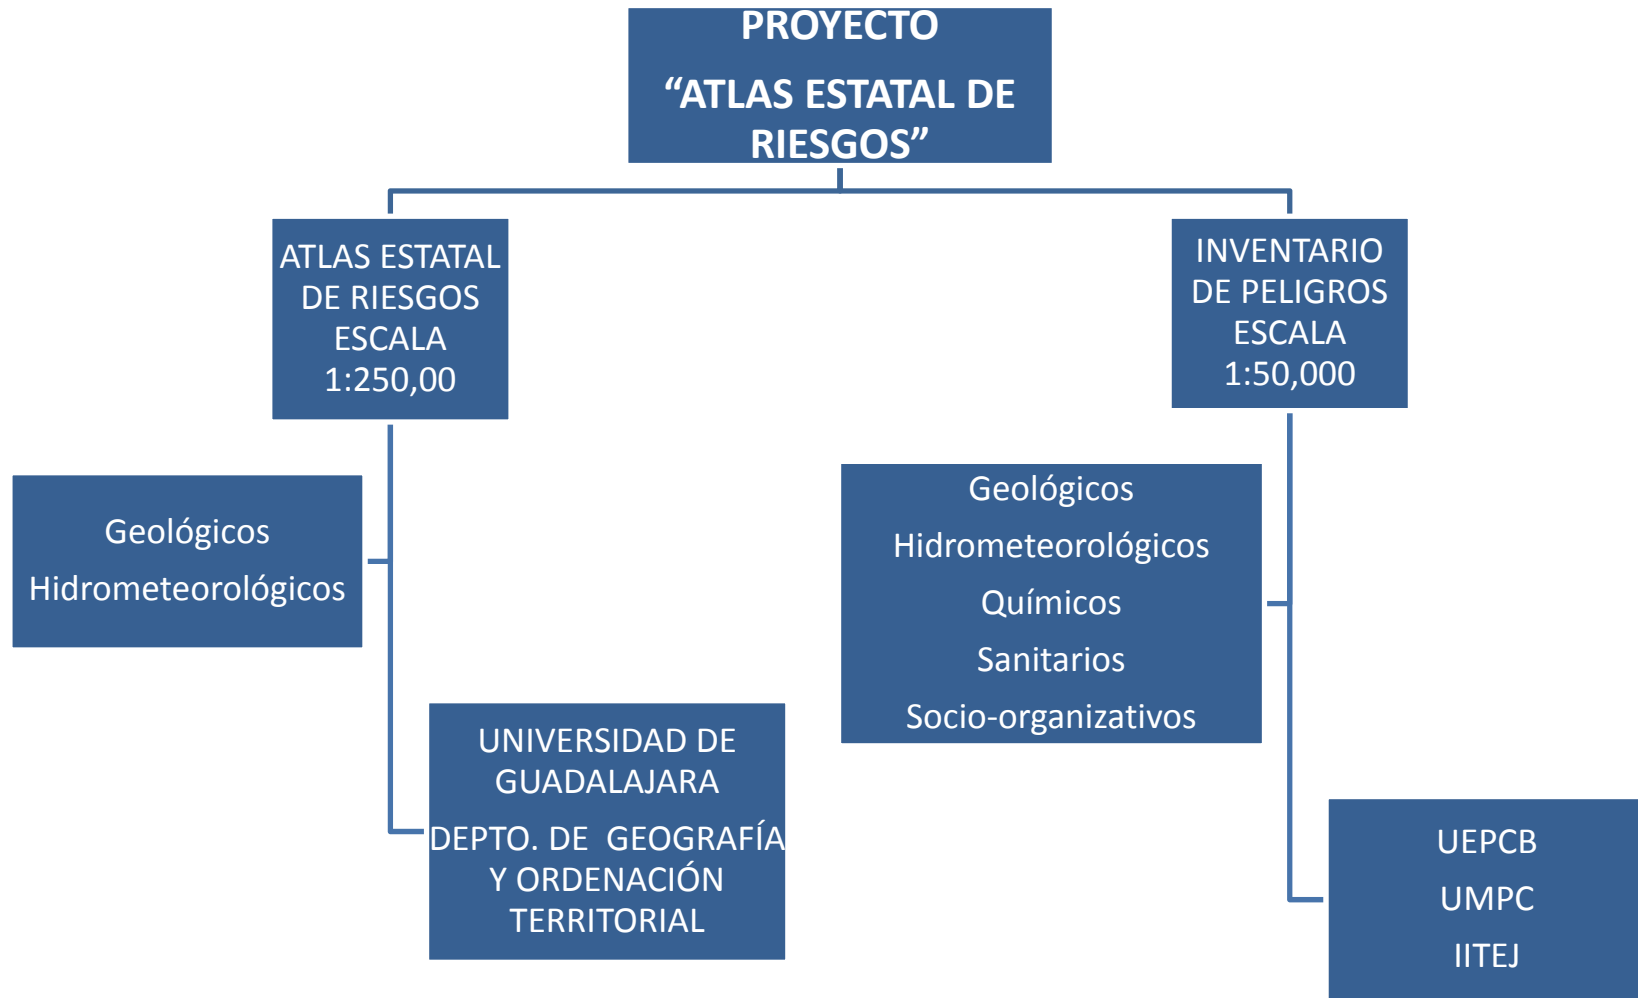 PROYECTO
“ATLAS ESTATAL DE
RIESGOS”
ATLAS ESTATAL
DE RIESGOS
ESCALA
1:250,00
Geológicos
Hidrometeorológicos
UNIVERSIDAD DE
GUADALAJARA
DEPTO. DE GEOGRAFÍA
Y ORDENACIÓN
TERRITORIAL
INVENTARIO
DE PELIGROS
ESCALA
1:50,000
Geológicos
Hidrometeorológicos
Químicos
Sanitarios
Socio-organizativos
UEPCB
UMPC
IITEJ